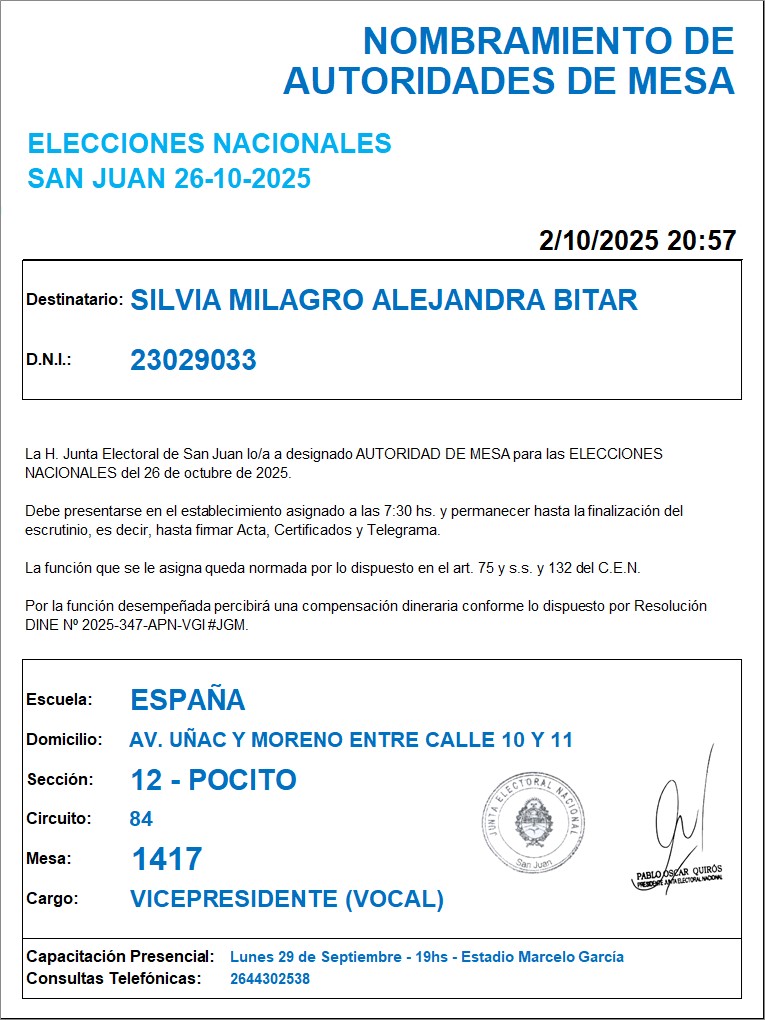 NOMBRAMIENTO DE
AUTORIDADES DE MESA
ELECCIONES NACIONALES
SAN JUAN 26-10-2025
2/10/2025 20:57
Destinatario: SILVIA MILAGRO ALEJANDRA BITAR
D.N.I.: 23029033
La H. Junta Electoral de San Juan lo/a a designado AUTORIDAD DE MESA para las ELECCIONES
NACIONALES del 26 de octubre de 2025.
Debe presentarse en el establecimiento asignado a las 7:30 hs. y permanecer hasta la finalización del
escrutinio, es decir, hasta firmar Acta, Certificados y Telegrama.
La función que se le asigna queda normada por lo dispuesto en el art. 75 y s.s. y 132 del C.E.N.
Por la función desempeñada percibirá una compensación dineraria conforme lo dispuesto por Resolución
DINE Nº 2025-347-APN-VGI#JGM.
Escuela: ESPAÑA
Domicilio: AV. UÑAC Y MORENO ENTRE CALLE 10 Y 11
Sección: 12 - POCITO
Circuito: 84
Mesa: 1417
Cargo: VICEPRESIDENTE (VOCAL)
JUNTA ELECTORAL NACIONAL
San Juan
PABLO OSCAR QUIRÓS
PRESIDENTE JUNTA ELECTORAL NACIONAL
Capacitación Presencial: Lunes 29 de Septiembre - 19hs - Estadio Marcelo García
Consultas Telefónicas: 2644302538